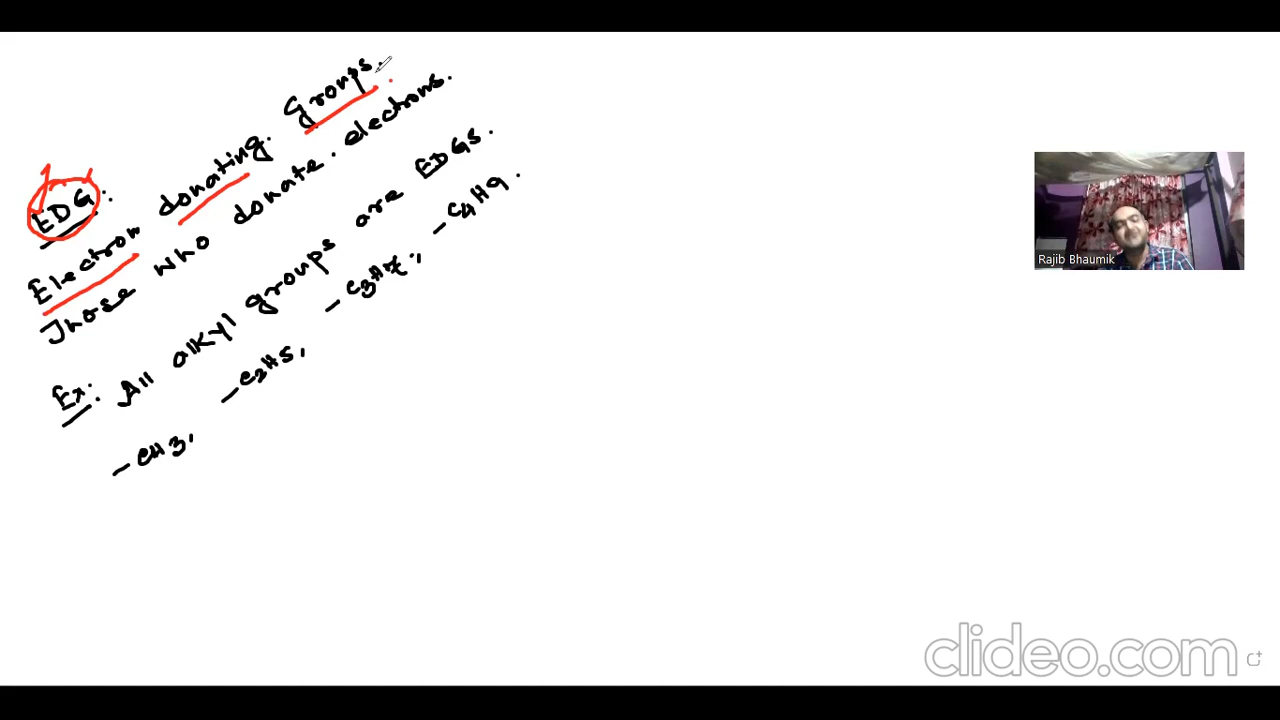 EDG:
Electron donating. Groups.
Those who donate. electrons.
Ex: All alkyl groups are EDGS.
-CH3, -C2H5, -C3H7, -C4H9.
Rajib Bhaumik
clideo.com